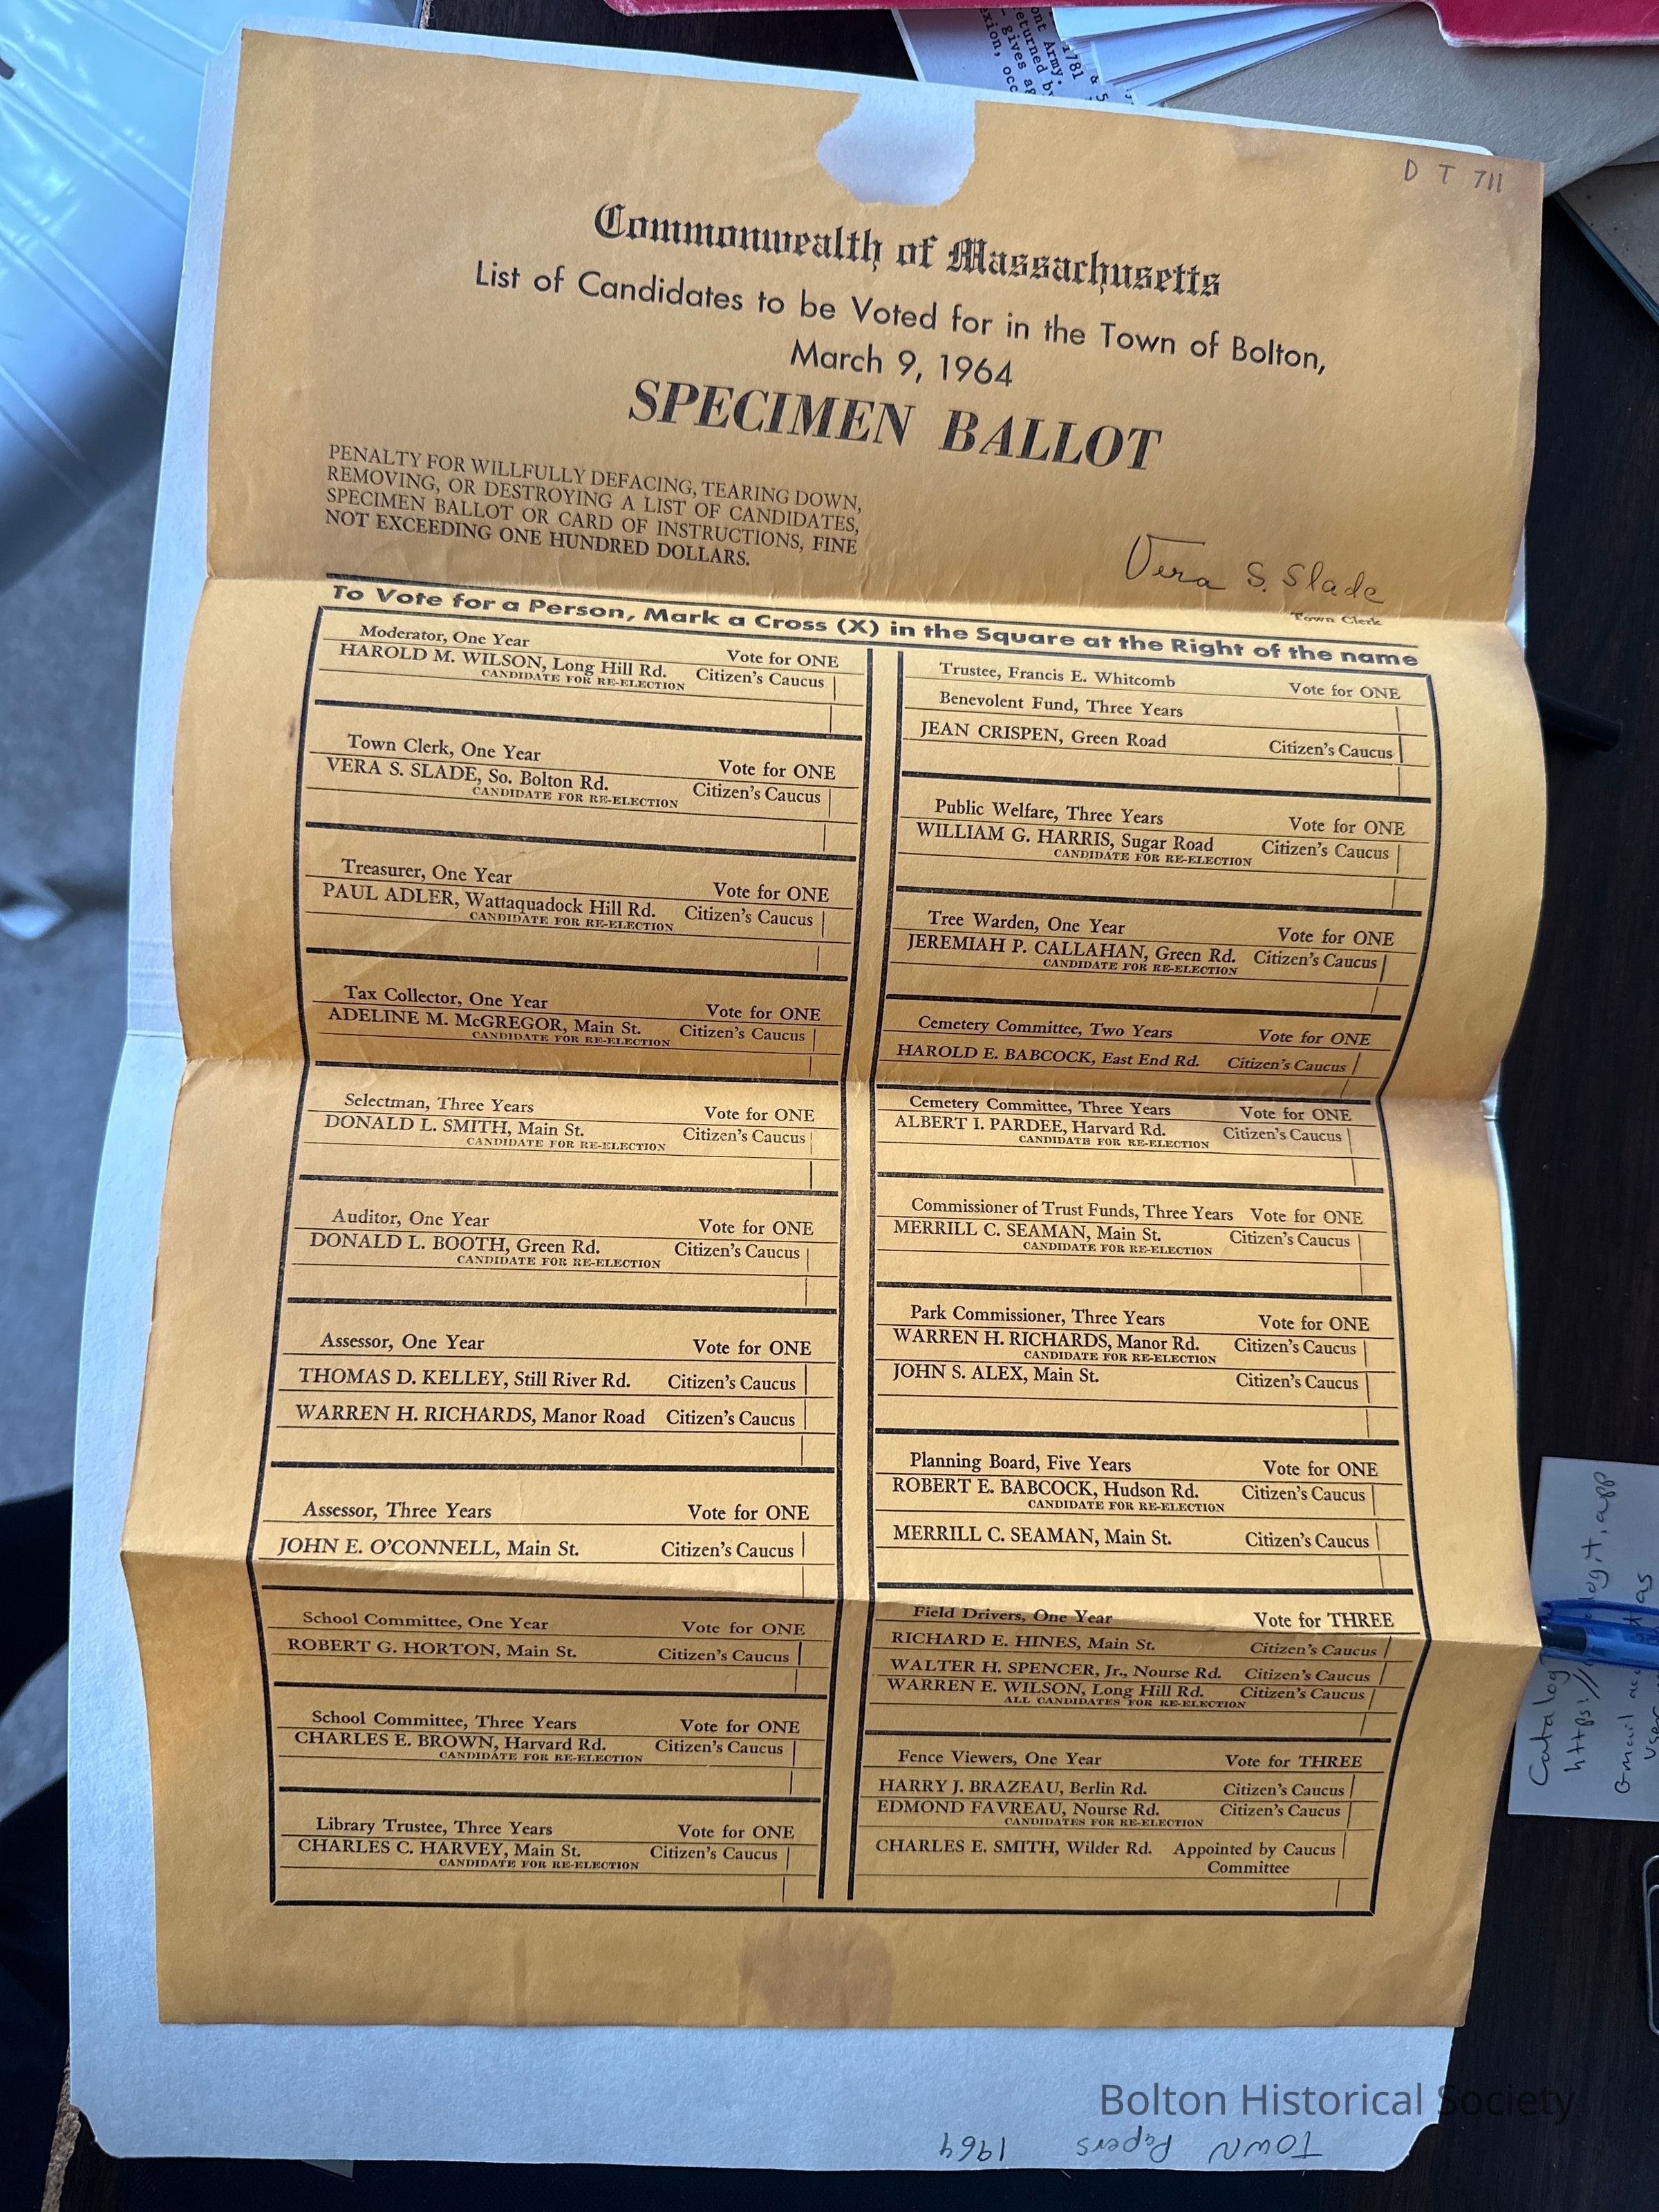 D T 711
Commonwealth of Massachusetts
List of Candidates to be Voted for in the Town of Bolton,
March 9, 1964
SPECIMEN BALLOT
PENALTY FOR WILLFULLY DEFACING, TEARING DOWN,
REMOVING, OR DESTROYING A LIST OF CANDIDATES,
SPECIMEN BALLOT OR CARD OF INSTRUCTIONS, FINE
NOT EXCEEDING ONE HUNDRED DOLLARS.
Vera S. Slade
Town Clerk
To Vote for a Person, Mark a Cross (X) in the Square at the Right of the name
Moderator, One Year Vote for ONE
HAROLD M. WILSON, Long Hill Rd. Citizen's Caucus
CANDIDATE FOR RE-ELECTION
Town Clerk, One Year Vote for ONE
VERA S. SLADE, So. Bolton Rd. Citizen's Caucus
CANDIDATE FOR RE-ELECTION
Treasurer, One Year Vote for ONE
PAUL ADLER, Wattaquadock Hill Rd. Citizen's Caucus
CANDIDATE FOR RE-ELECTION
Tax Collector, One Year Vote for ONE
ADELINE M. McGREGOR, Main St. Citizen's Caucus
CANDIDATE FOR RE-ELECTION
Selectman, Three Years Vote for ONE
DONALD L. SMITH, Main St. Citizen's Caucus
CANDIDATE FOR RE-ELECTION
Auditor, One Year Vote for ONE
DONALD L. BOOTH, Green Rd. Citizen's Caucus
CANDIDATE FOR RE-ELECTION
Assessor, One Year Vote for ONE
THOMAS D. KELLEY, Still River Rd. Citizen's Caucus
WARREN H. RICHARDS, Manor Road Citizen's Caucus
Assessor, Three Years Vote for ONE
JOHN E. O'CONNELL, Main St. Citizen's Caucus
School Committee, One Year Vote for ONE
ROBERT G. HORTON, Main St. Citizen's Caucus
School Committee, Three Years Vote for ONE
CHARLES E. BROWN, Harvard Rd. Citizen's Caucus
CANDIDATE FOR RE-ELECTION
Library Trustee, Three Years Vote for ONE
CHARLES C. HARVEY, Main St. Citizen's Caucus
CANDIDATE FOR RE-ELECTION
Trustee, Francis E. Whitcomb Vote for ONE
Benevolent Fund, Three Years
JEAN CRISPEN, Green Road Citizen's Caucus
Public Welfare, Three Years Vote for ONE
WILLIAM G. HARRIS, Sugar Road Citizen's Caucus
CANDIDATE FOR RE-ELECTION
Tree Warden, One Year Vote for ONE
JEREMIAH P. CALLAHAN, Green Rd. Citizen's Caucus
CANDIDATE FOR RE-ELECTION
Cemetery Committee, Two Years Vote for ONE
HAROLD E. BABCOCK, East End Rd. Citizen's Caucus
Cemetery Committee, Three Years Vote for ONE
ALBERT I. PARDEE, Harvard Rd. Citizen's Caucus
CANDIDATE FOR RE-ELECTION
Commissioner of Trust Funds, Three Years Vote for ONE
MERRILL C. SEAMAN, Main St. Citizen's Caucus
CANDIDATE FOR RE-ELECTION
Park Commissioner, Three Years Vote for ONE
WARREN H. RICHARDS, Manor Rd. Citizen's Caucus
CANDIDATE FOR RE-ELECTION
JOHN S. ALEX, Main St. Citizen's Caucus
Planning Board, Five Years Vote for ONE
ROBERT E. BABCOCK, Hudson Rd. Citizen's Caucus
CANDIDATE FOR RE-ELECTION
MERRILL C. SEAMAN, Main St. Citizen's Caucus
Field Drivers, One Year Vote for THREE
RICHARD E. HINES, Main St. Citizen's Caucus
WALTER H. SPENCER, Jr., Nourse Rd. Citizen's Caucus
WARREN E. WILSON, Long Hill Rd. Citizen's Caucus
ALL CANDIDATES FOR RE-ELECTION
Fence Viewers, One Year Vote for THREE
HARRY J. BRAZEAU, Berlin Rd. Citizen's Caucus
EDMOND FAVREAU, Nourse Rd. Citizen's Caucus
CANDIDATES FOR RE-ELECTION
CHARLES E. SMITH, Wilder Rd. Appointed by Caucus
Committee
Bolton Historical Society
TOWN Papers 1964
1781
Army.
returned by
gives
https://